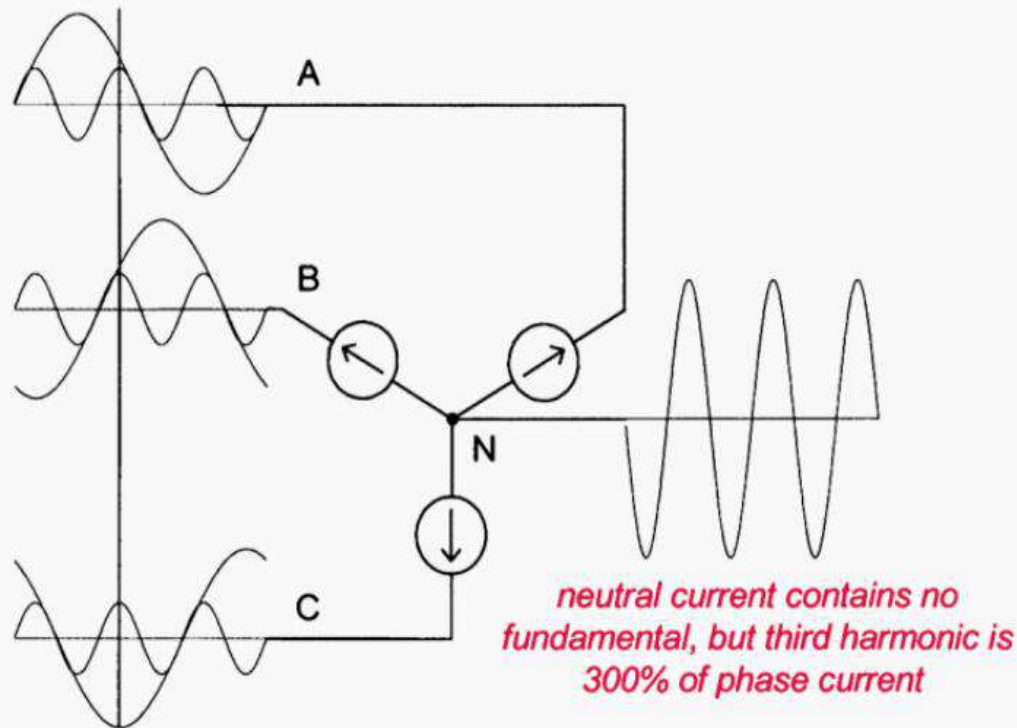 A
B
N
C
neutral current contains no
fundamental, but third harmonic is
300% of phase current